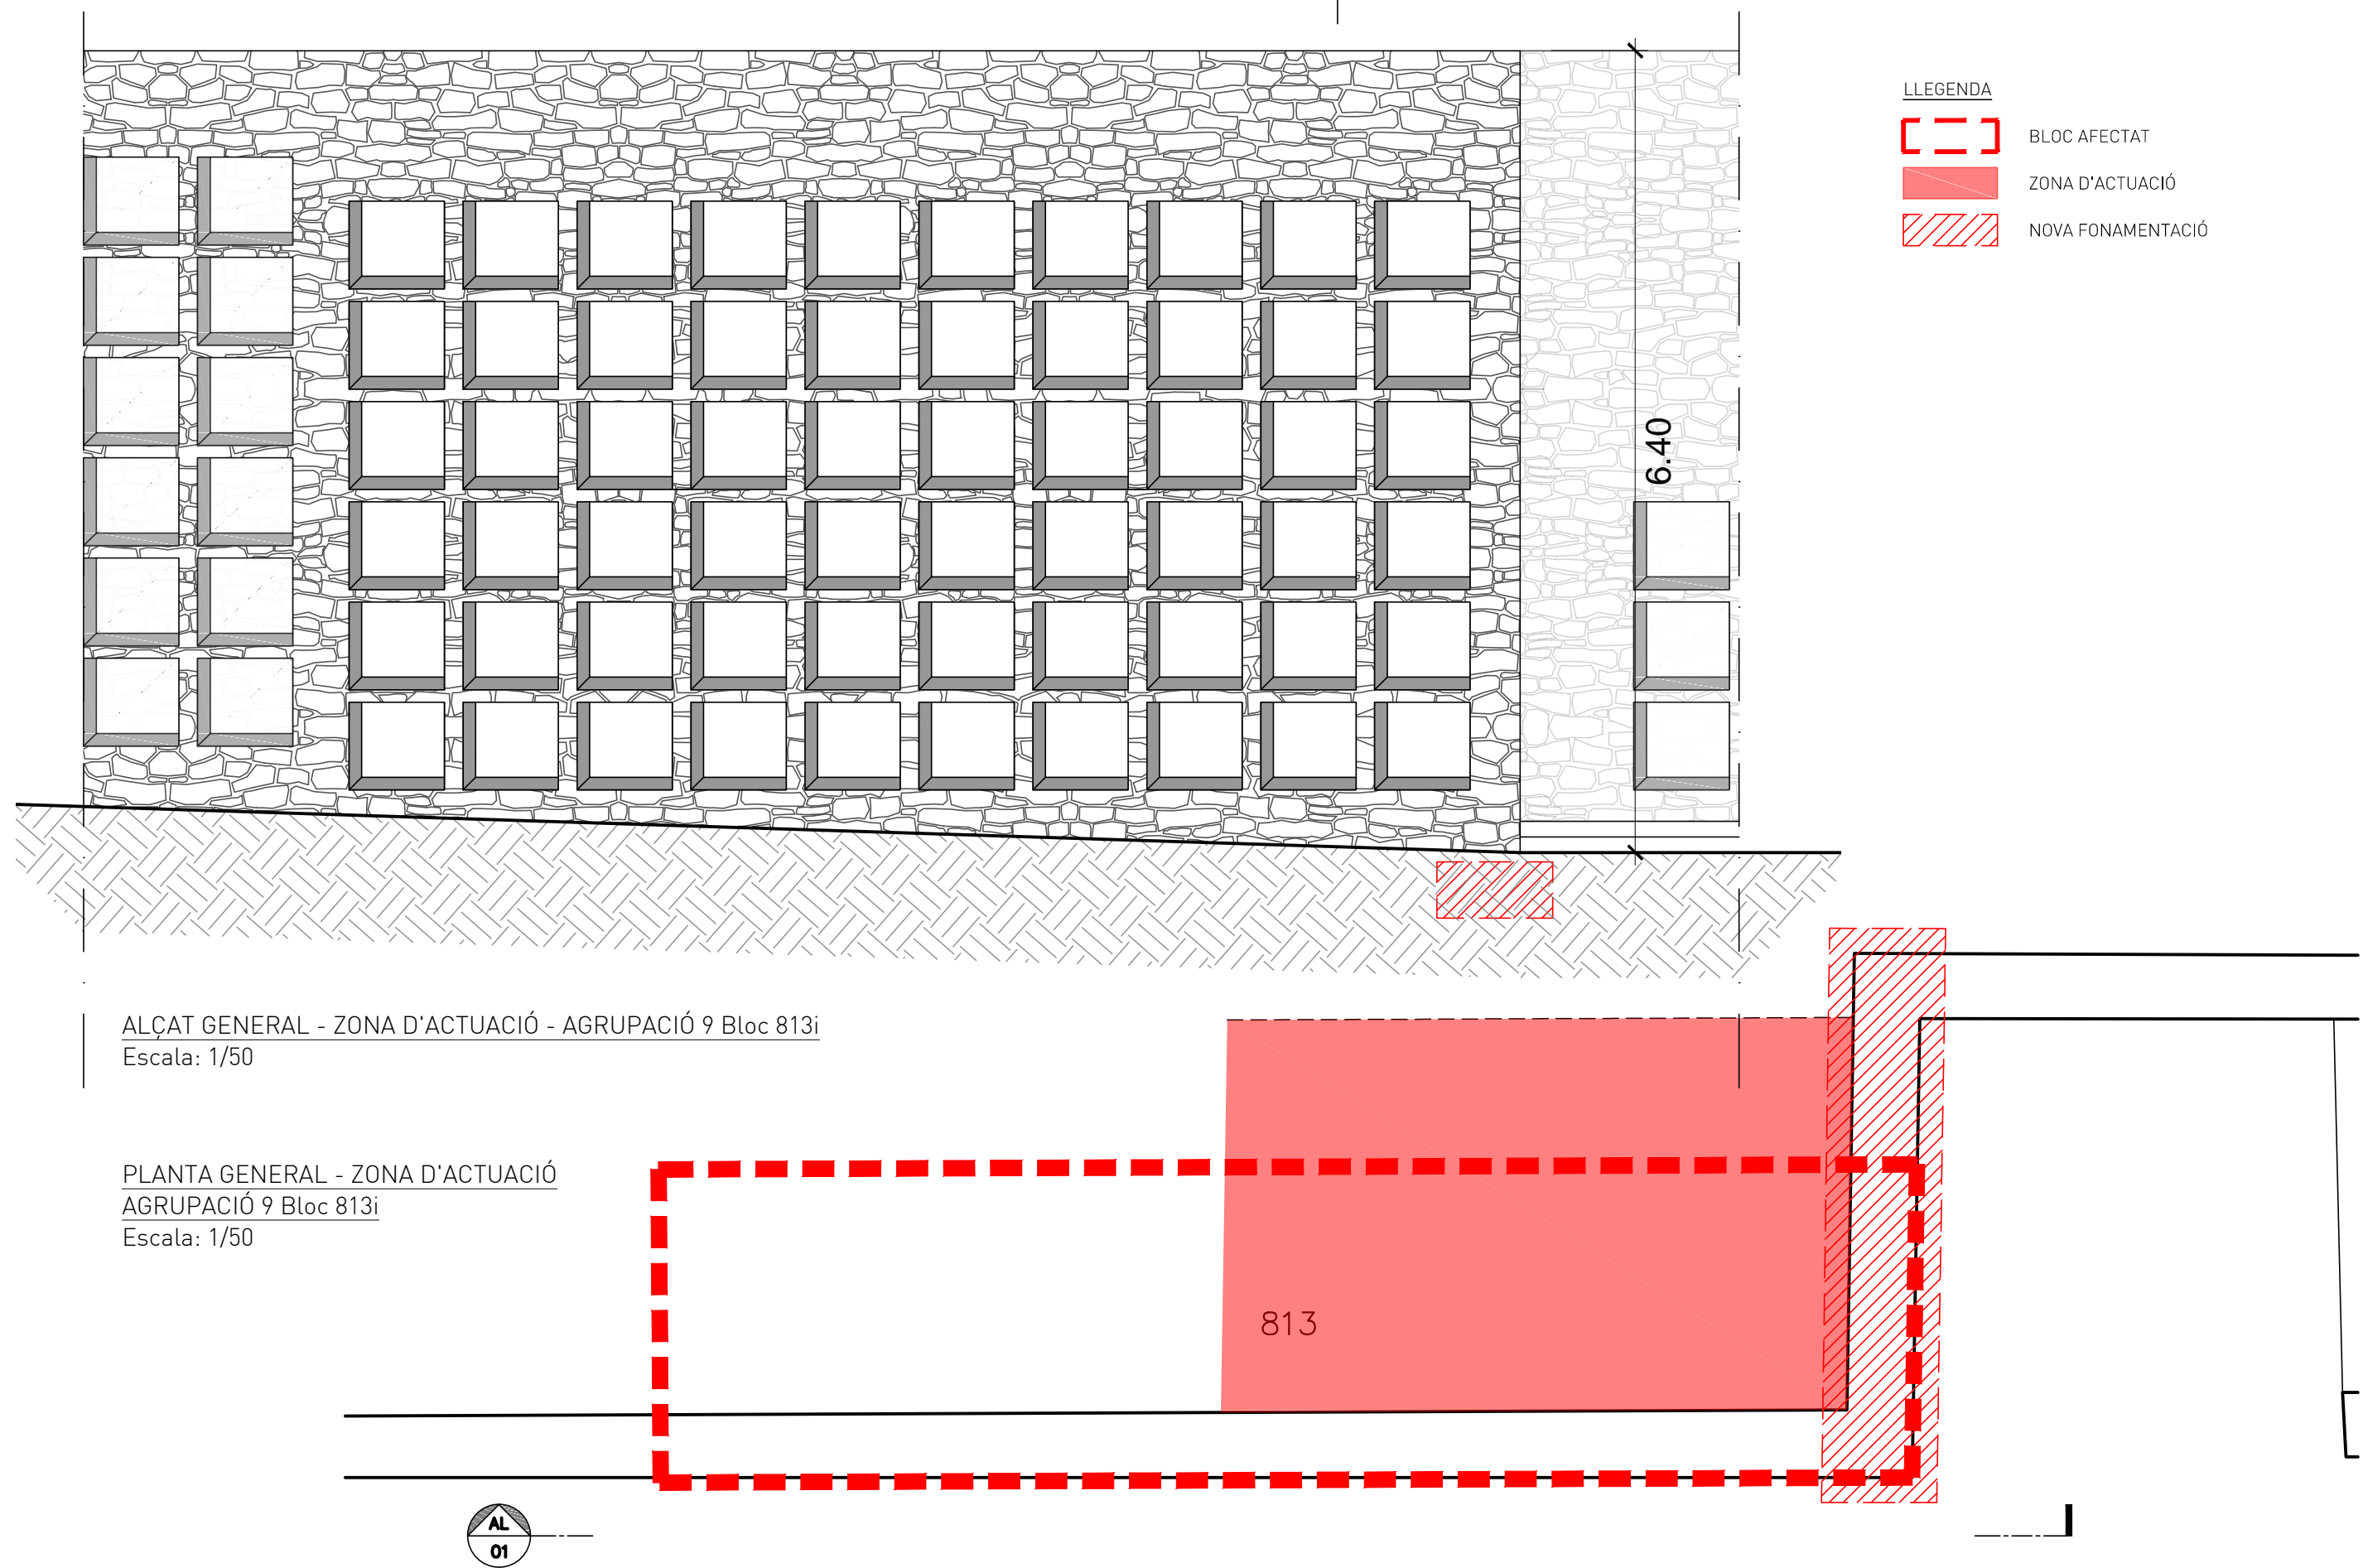 LLEGENDA
BLOC AFECTAT
ZONA D'ACTUACIÓ
NOVA FONAMENTACIÓ
6.40
ALÇAT GENERAL - ZONA D'ACTUACIÓ - AGRUPACIÓ 9 Bloc 813i
Escala: 1/50
PLANTA GENERAL - ZONA D'ACTUACIÓ
AGRUPACIÓ 9 Bloc 813i
Escala: 1/50
813
AL
01